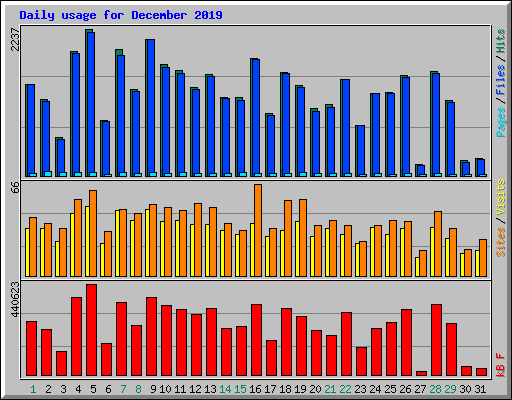 Daily usage for December 2019
2237
Pages / Files / Hits
66
Sites / Visits
440623
kB F
1 2 3 4 5 6 7 8 9 10 11 12 13 14 15 16 17 18 19 20 21 22 23 24 25 26 27 28 29 30 31